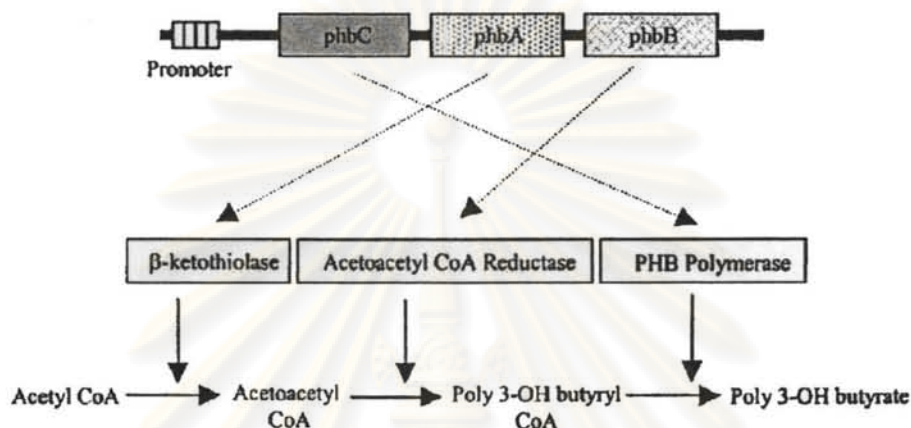 phbC phbA phbB
Promoter
β-ketothiolase Acetoacetyl CoA Reductase PHB Polymerase
Acetyl CoA Acetoacetyl CoA Poly 3-OH butyryl CoA Poly 3-OH butyrate